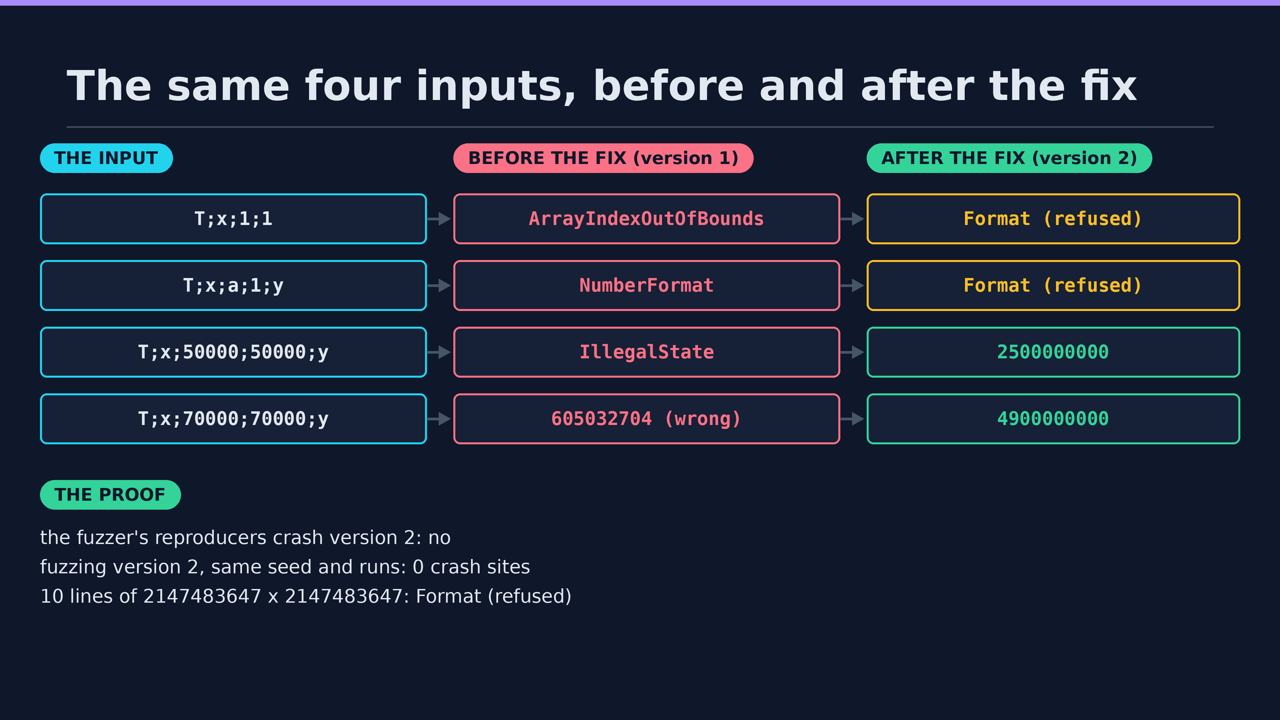 The same four inputs, before and after the fix
THE INPUT
BEFORE THE FIX (version 1)
AFTER THE FIX (version 2)
T;x;1;1
ArrayIndexOutOfBounds
Format (refused)
T;x;a;1;y
NumberFormat
Format (refused)
T;x;50000;50000;y
IllegalState
2500000000
T;x;70000;70000;y
605032704 (wrong)
4900000000
THE PROOF
the fuzzer's reproducers crash version 2: no
fuzzing version 2, same seed and runs: 0 crash sites
10 lines of 2147483647 x 2147483647: Format (refused)